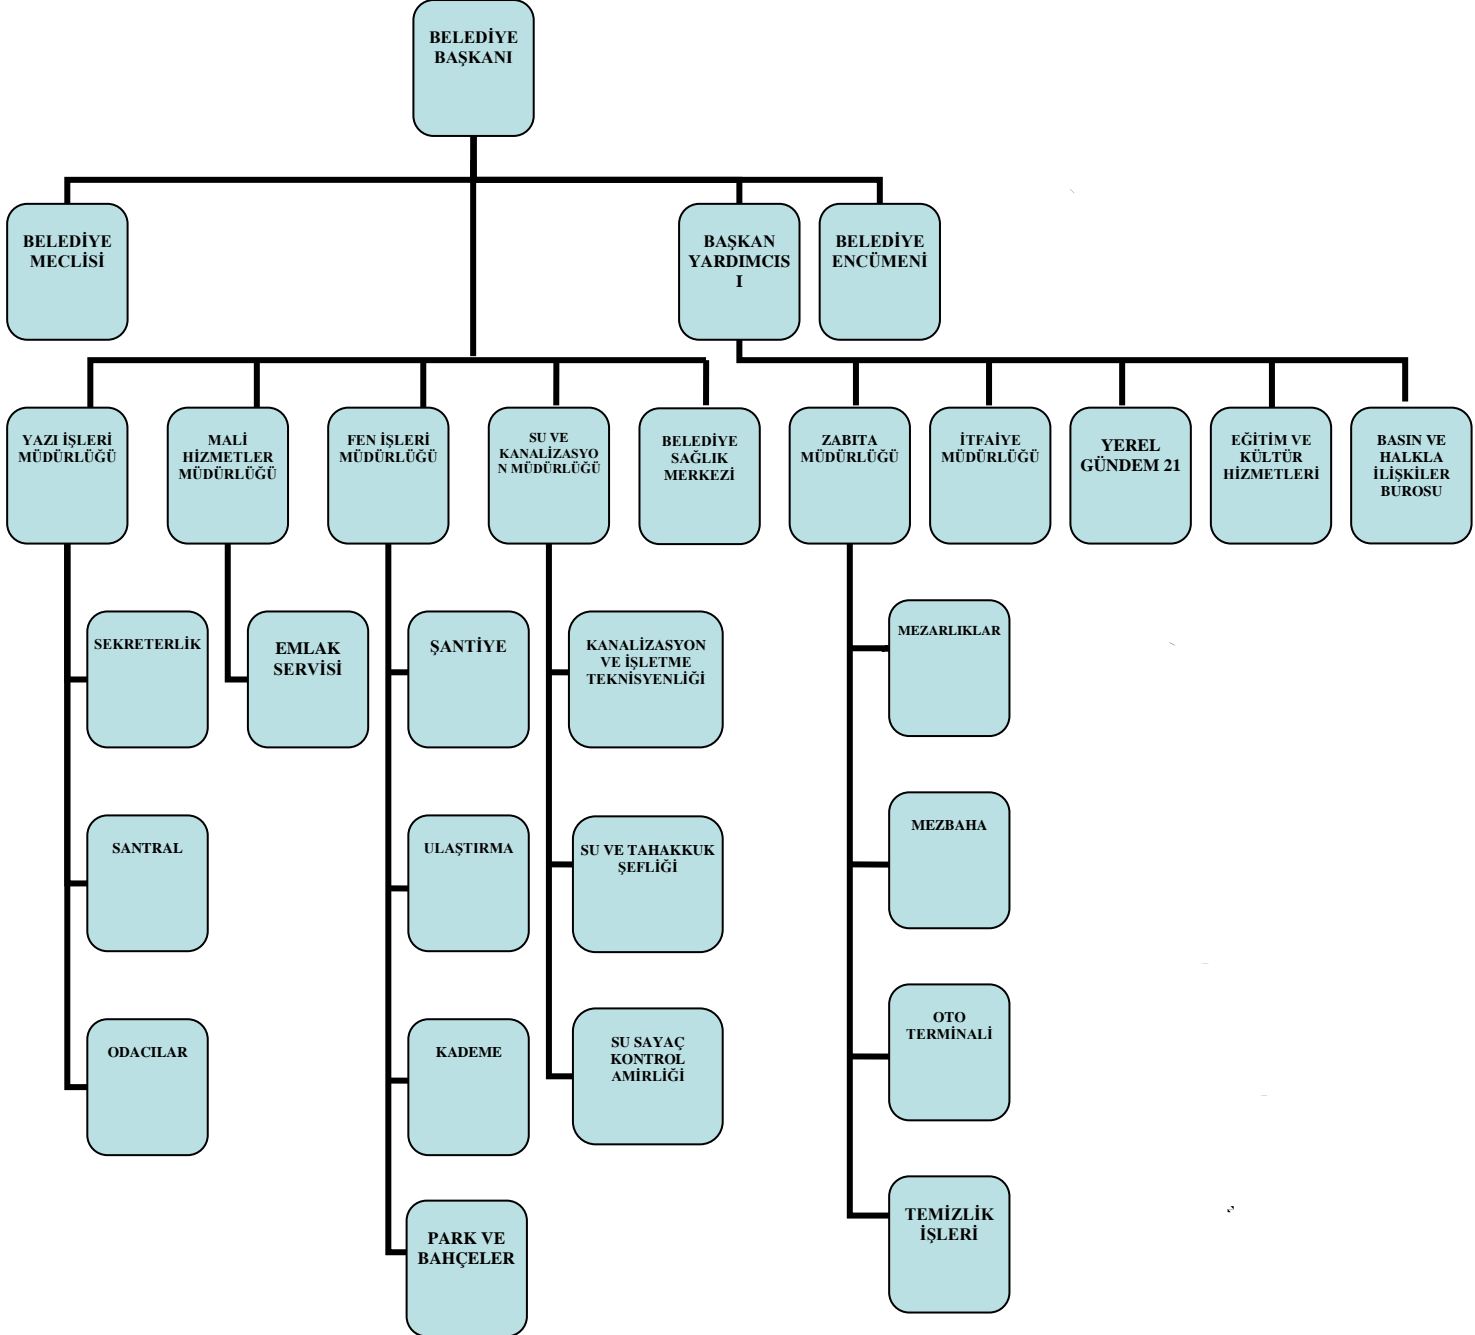 BELEDİYE
BAŞKANI
BELEDİYE
MECLİSİ
BAŞKAN
YARDIMCIS
I
BELEDİYE
ENCÜMENİ
YAZI İŞLERİ
MÜDÜRLÜĞÜ
MALİ
HİZMETLER
MÜDÜRLÜĞÜ
FEN İŞLERİ
MÜDÜRLÜĞÜ
SU VE
KANALİZASYO
N MÜDÜRLÜĞÜ
BELEDİYE
SAĞLIK
MERKEZİ
ZABITA
MÜDÜRLÜĞÜ
İTFAİYE
MÜDÜRLÜĞÜ
YEREL
GÜNDEM 21
EĞİTİM VE
KÜLTÜR
HİZMETLERİ
BASIN VE
HALKLA
İLİŞKİLER
BUROSU
SEKRETERLİK
EMLAK
SERVİSİ
ŞANTİYE
KANALİZASYON
VE İŞLETME
TEKNİSYENLİĞİ
MEZARLIKLAR
SANTRAL
ULAŞTIRMA
SU VE TAHAKKUK
ŞEFLİĞİ
MEZBAHA
ODACILAR
KADEME
SU SAYAÇ
KONTROL
AMİRLİĞİ
OTO
TERMİNALİ
PARK VE
BAHÇELER
TEMİZLİK
İŞLERİ